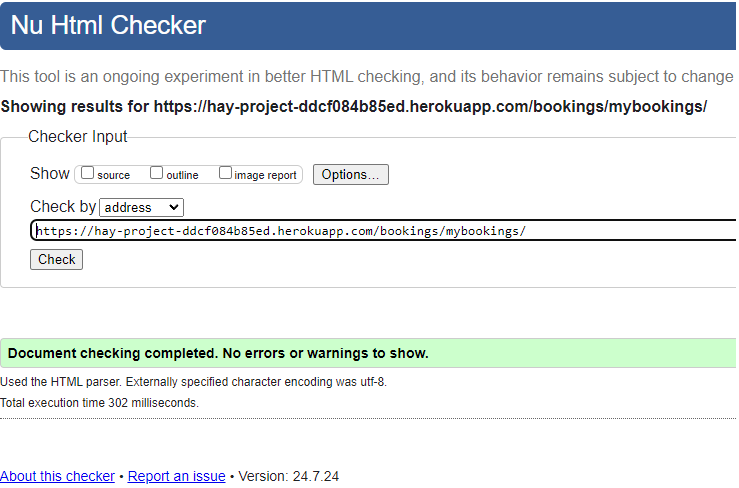 Nu Html Checker
This tool is an ongoing experiment in better HTML checking, and its behavior remains subject to change
Showing results for https://hay-project-ddcf084b85ed.herokuapp.com/bookings/mybookings/
Checker Input
Show source outline image report Options...
Check by address
https://hay-project-ddcf084b85ed.herokuapp.com/bookings/mybookings/
Check
Document checking completed. No errors or warnings to show.
Used the HTML parser. Externally specified character encoding was utf-8.
Total execution time 302 milliseconds.
About this checker • Report an issue • Version: 24.7.24